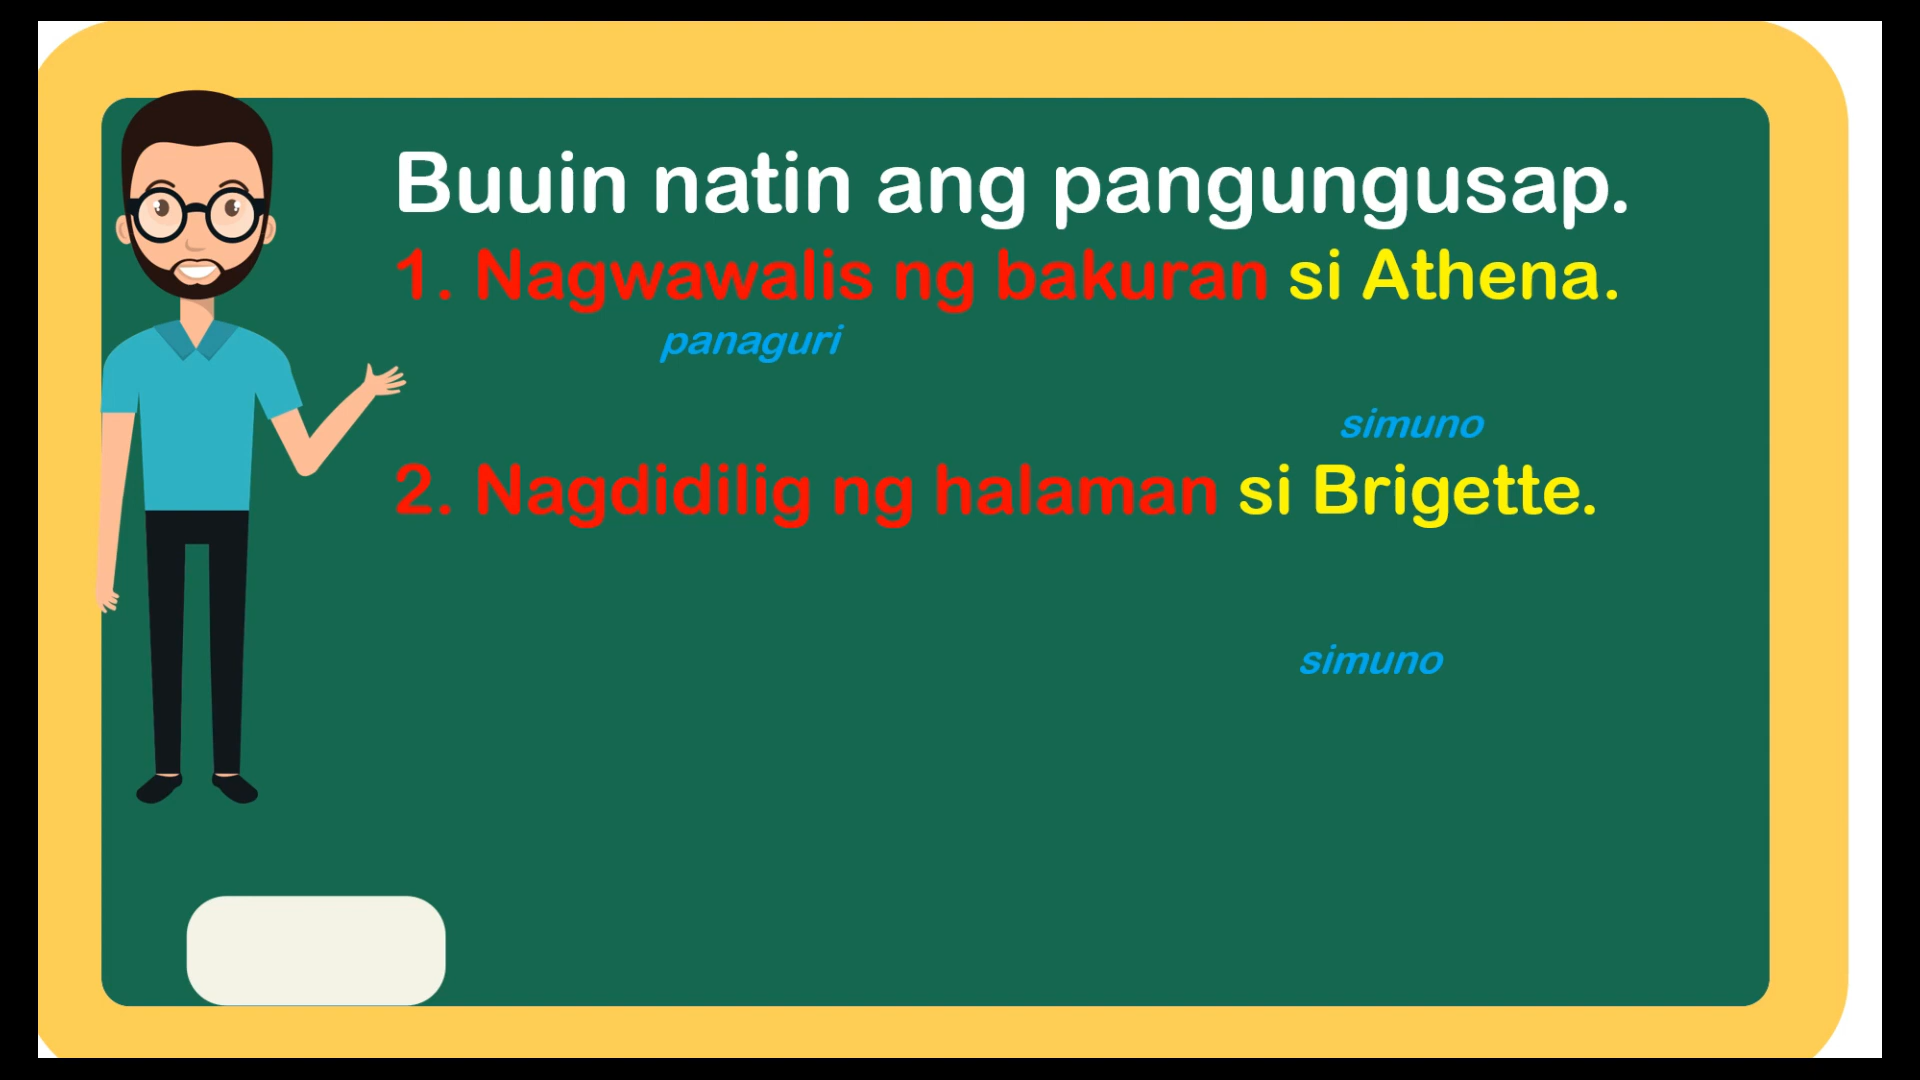 Buuin natin ang pangungusap.
1. Nagwawalis ng bakuran si Athena.
panaguri
simuno
2. Nagdidilig ng halaman si Brigette.
simuno